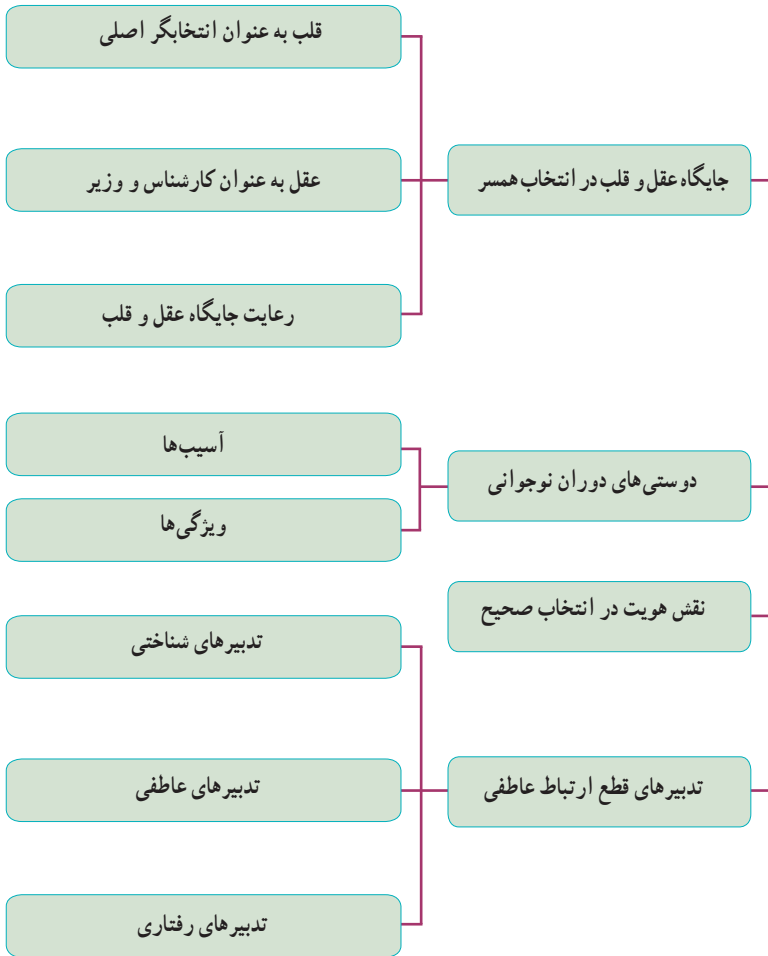 جایگاه عقل و قلب در انتخاب همسر
قلب به عنوان انتخابگر اصلی
عقل به عنوان کارشناس و وزیر
رعایت جایگاه عقل و قلب
دوستی‌های دوران نوجوانی
آسیب‌ها
ویژگی‌ها
نقش هویت در انتخاب صحیح
تدبیرهای قطع ارتباط عاطفی
تدبیرهای شناختی
تدبیرهای عاطفی
تدبیرهای رفتاری